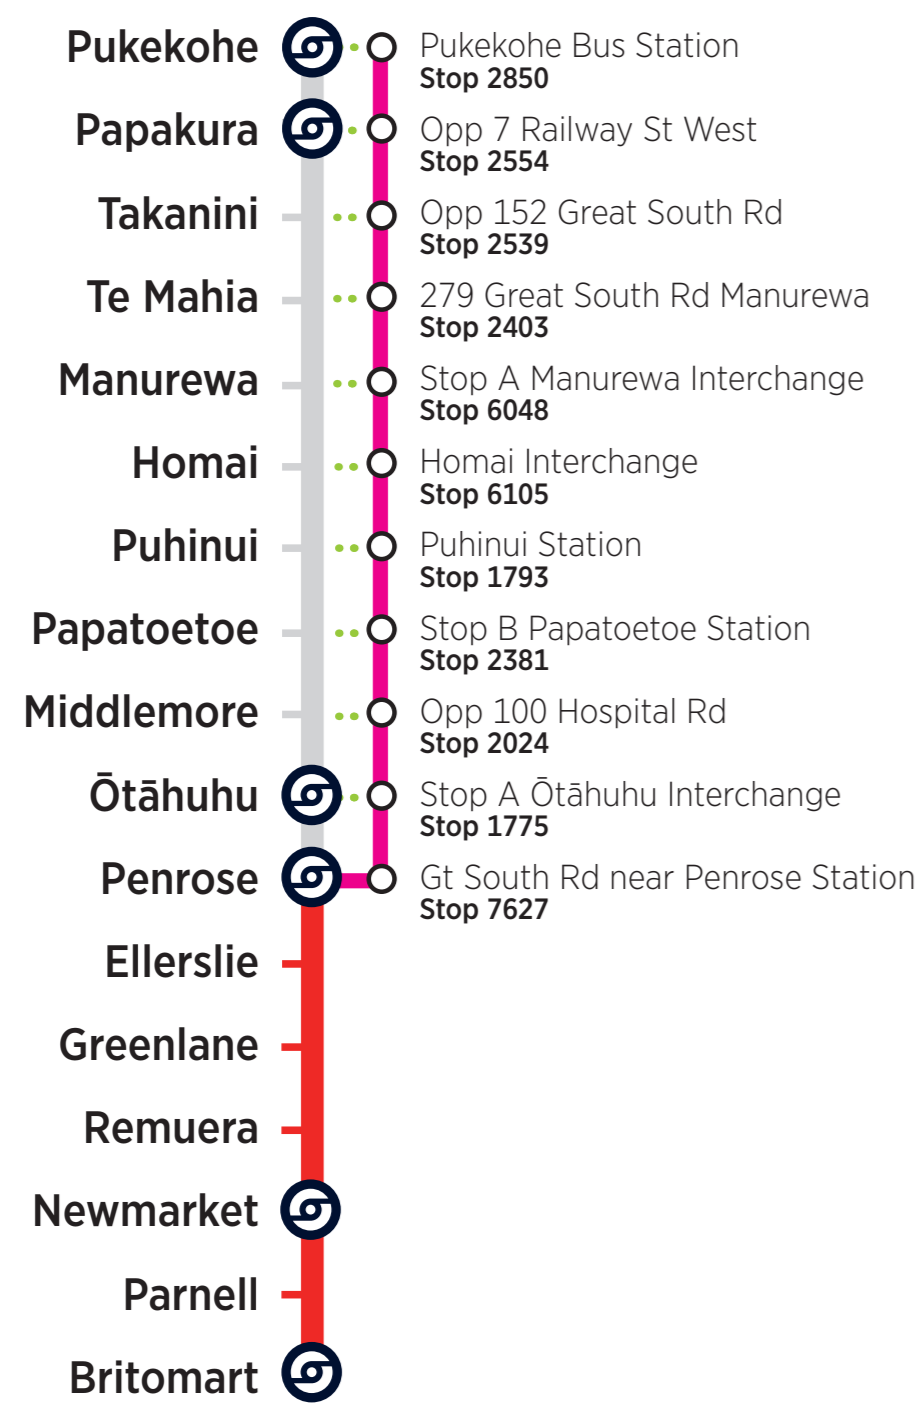 Pukekohe
Pukekohe Bus Station
Stop 2850
Papakura
Opp 7 Railway St West
Stop 2554
Takanini
Opp 152 Great South Rd
Stop 2539
Te Mahia
279 Great South Rd Manurewa
Stop 2403
Manurewa
Stop A Manurewa Interchange
Stop 6048
Homai
Homai Interchange
Stop 6105
Puhinui
Puhinui Station
Stop 1793
Papatoetoe
Stop B Papatoetoe Station
Stop 2381
Middlemore
Opp 100 Hospital Rd
Stop 2024
Ōtāhuhu
Stop A Ōtāhuhu Interchange
Stop 1775
Penrose
Gt South Rd near Penrose Station
Stop 7627
Ellerslie
Greenlane
Remuera
Newmarket
Parnell
Britomart